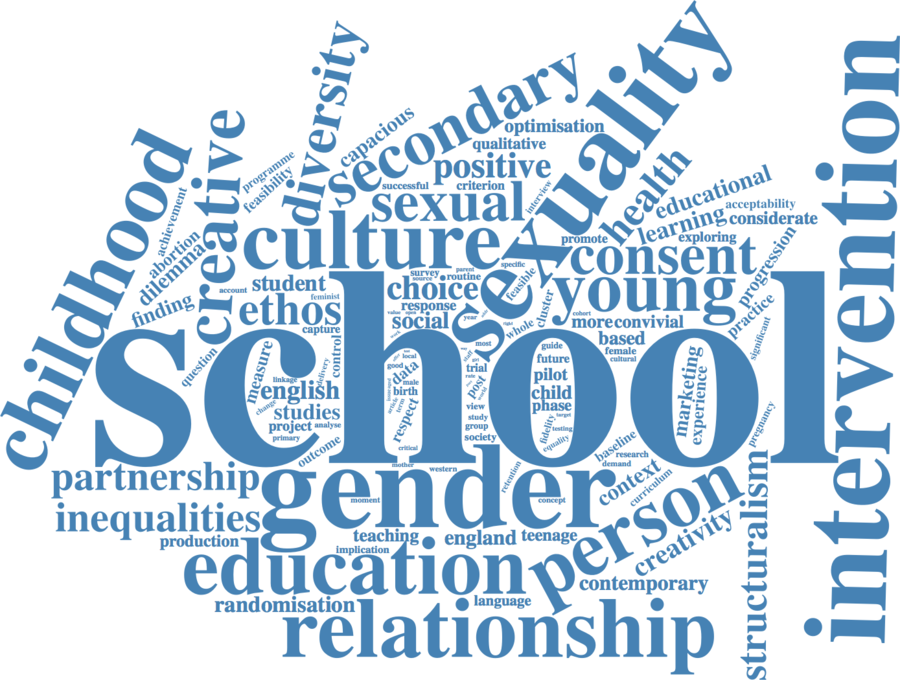 school
intervention
sexuality
childhood
gender
relationship
education
person
culture
young
secondary
creative
diversity
consent
sexual
ethos
health
positive
partnership
inequalities
structuralism
choice
social
capacious
optimisation
qualitative
successful
criterion
interview
programme
feasibility
achievement
abortion
dilemma
finding
account
student
feminist
capture
control
delivery
question
measure
linkage
english
change
studies
project
analyse
primary
outcome
survey
source
parent
routine
response
value
open
year
specific
feasible
cluster
whole
promote
educational
learning
acceptability
considerate
exploring
progression
practice
significant
cohort
more
convivial
based
female
cultural
guide
future
pilot
child
phase
target
fidelity
testing
equality
marketing
experience
most
staff
trial
rate
post
world
view
study
group
society
local
good
data
male
birth
article
term
respect
critical
mother
western
retention
moment
concept
baseline
research
demand
context
curriculum
pregnancy
creativity
contemporary
teaching
england
teenage
implication
production
randomisation
language